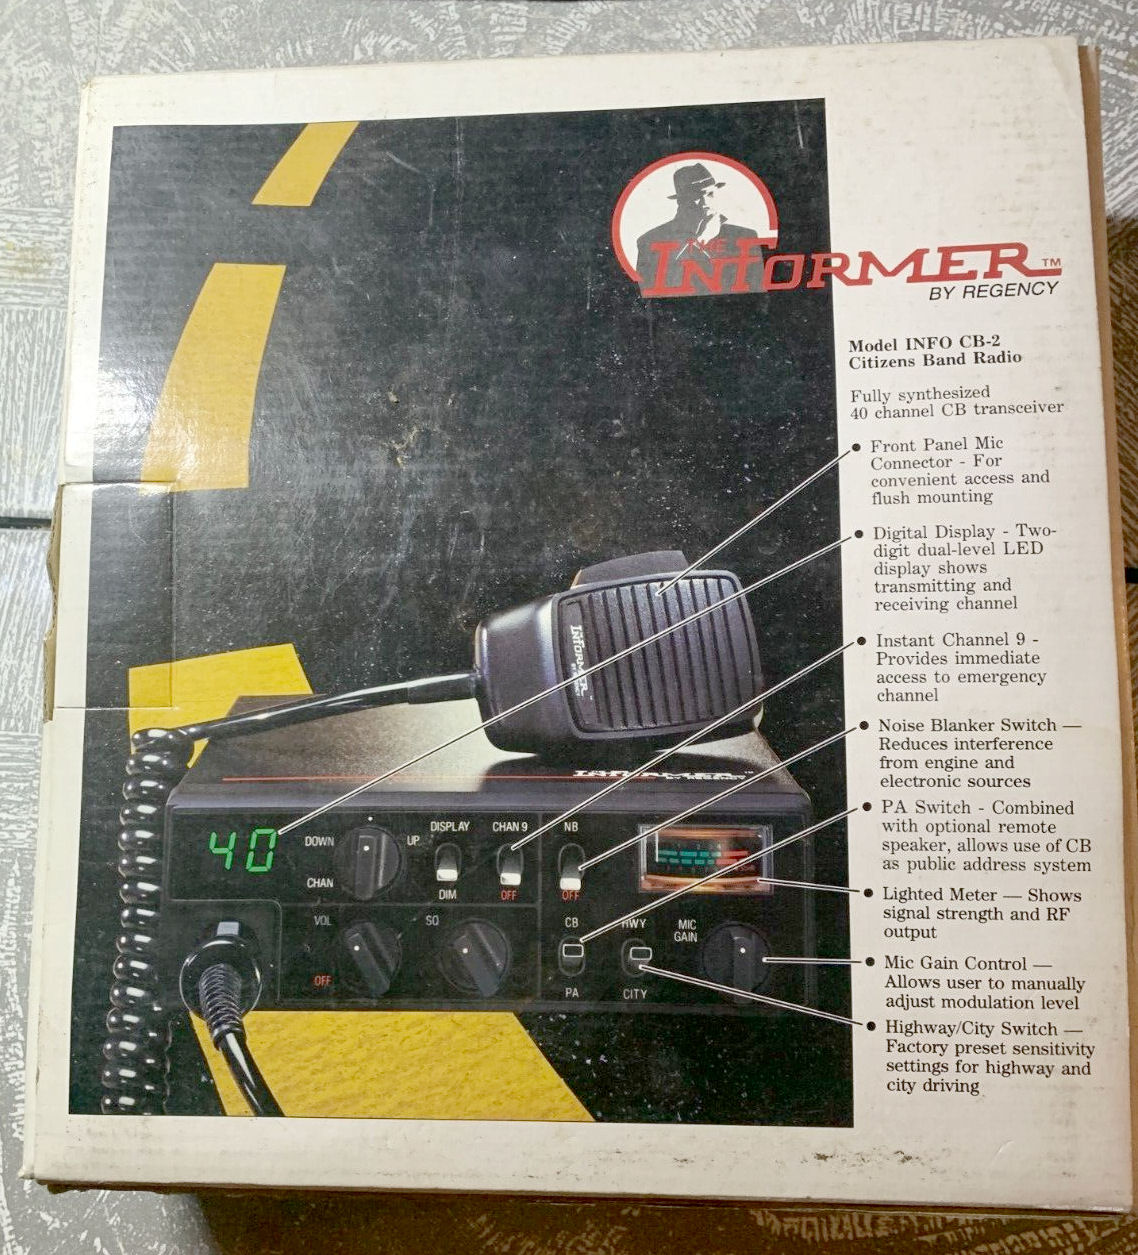 THE
INFORMER™
BY REGENCY
Model INFO CB-2
Citizens Band Radio
Fully synthesized
40 channel CB transceiver
• Front Panel Mic
Connector - For
convenient access and
flush mounting
• Digital Display - Two-
digit dual-level LED
display shows
transmitting and
receiving channel
• Instant Channel 9 -
Provides immediate
access to emergency
channel
• Noise Blanker Switch —
Reduces interference
from engine and
electronic sources
• PA Switch - Combined
with optional remote
speaker, allows use of CB
as public address system
• Lighted Meter — Shows
signal strength and RF
output
• Mic Gain Control —
Allows user to manually
adjust modulation level
• Highway/City Switch —
Factory preset sensitivity
settings for highway and
city driving
INFORMER
INFORMER™
BY REGENCY
40
DOWN UP DISPLAY CHAN 9 NB
CHAN DIM OFF OFF
VOL SQ CB HWY MIC
GAIN
OFF PA CITY